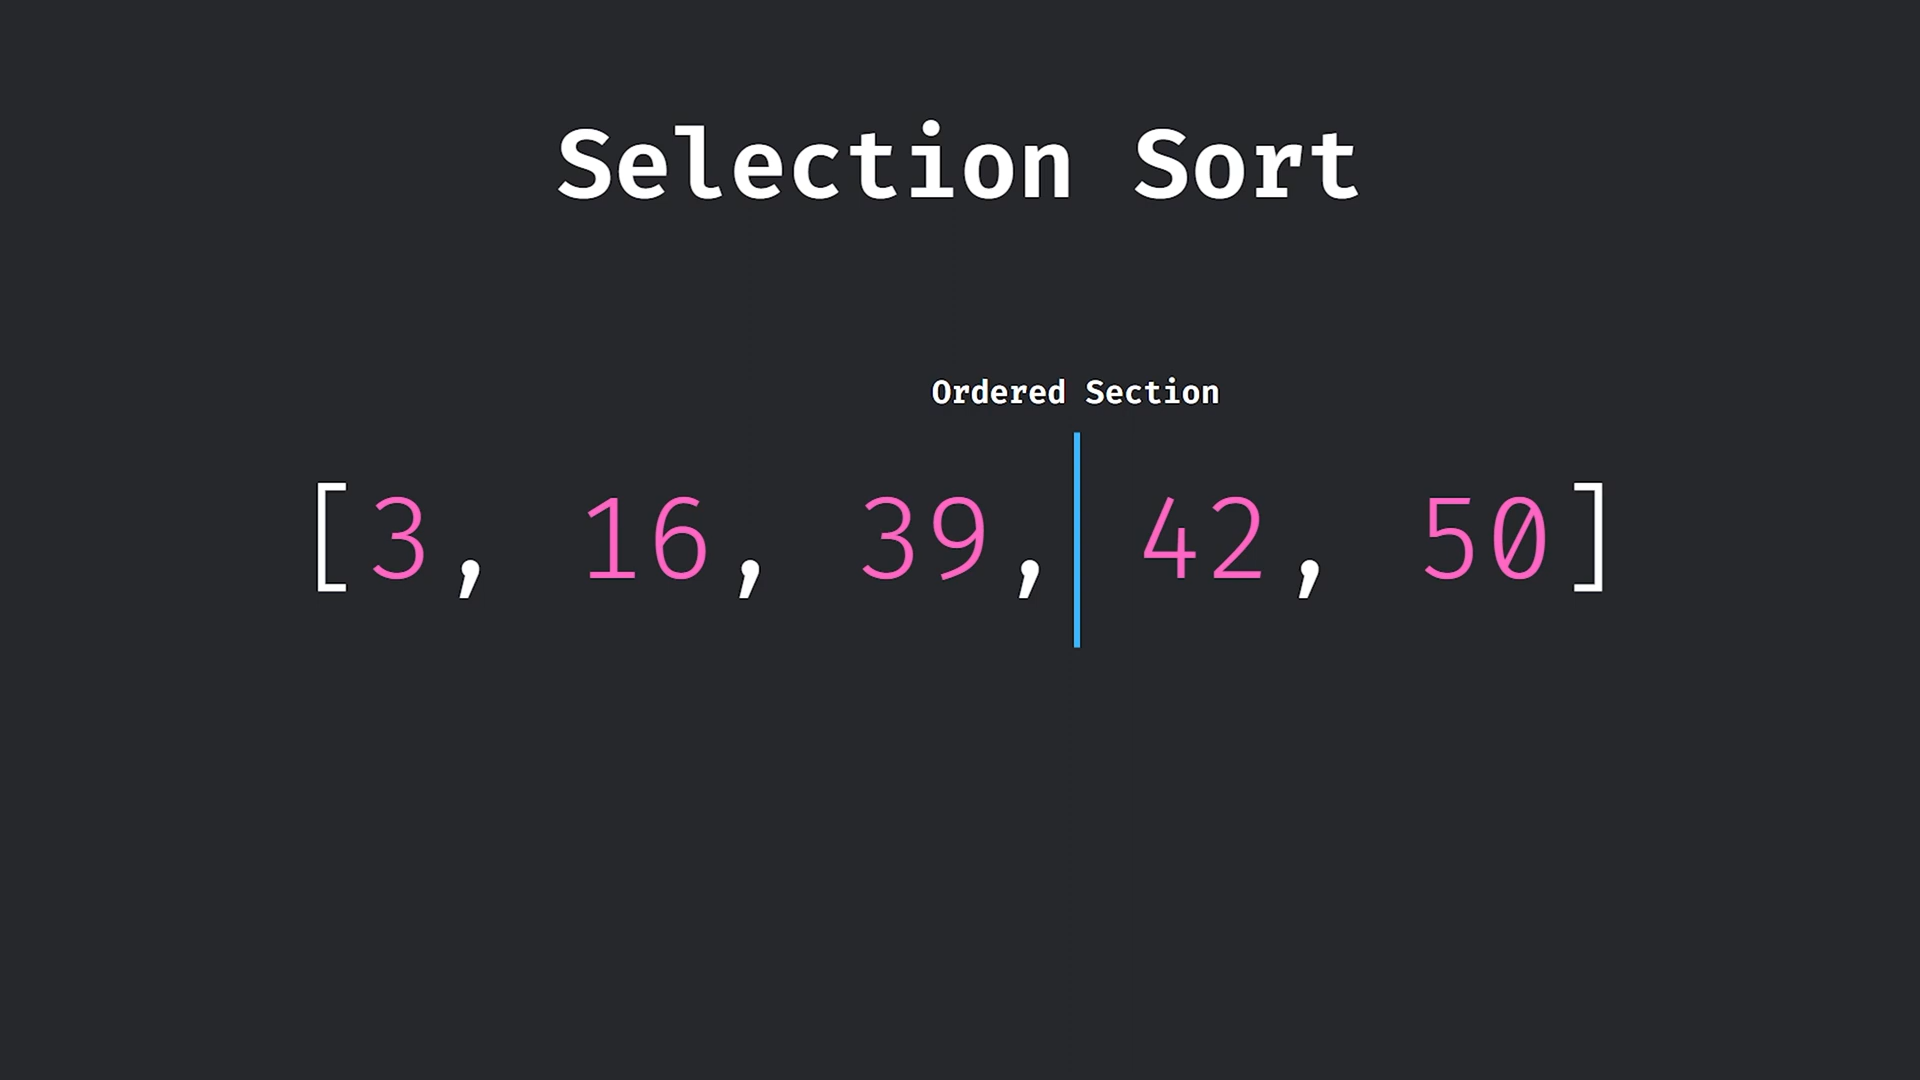 Selection Sort
Ordered Section
[3, 16, 39, 42, 50]